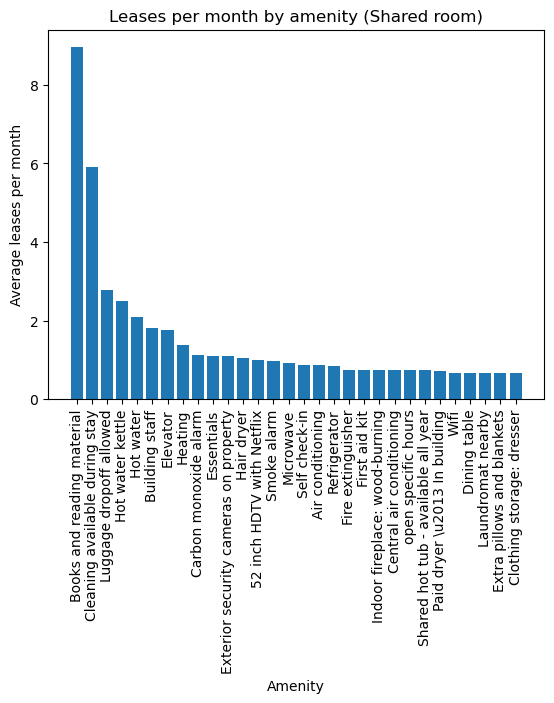 Leases per month by amenity (Shared room)
8
6
4
2
0
Average leases per month
Books and reading material
Cleaning available during stay
Luggage dropoff allowed
Hot water kettle
Hot water
Building staff
Elevator
Heating
Carbon monoxide alarm
Essentials
Exterior security cameras on property
Hair dryer
52 inch HDTV with Netflix
Smoke alarm
Microwave
Self check-in
Air conditioning
Refrigerator
Fire extinguisher
First aid kit
Indoor fireplace: wood-burning
Central air conditioning
open specific hours
Shared hot tub - available all year
Paid dryer \u2013 In building
Wifi
Dining table
Laundromat nearby
Extra pillows and blankets
Clothing storage: dresser
Amenity